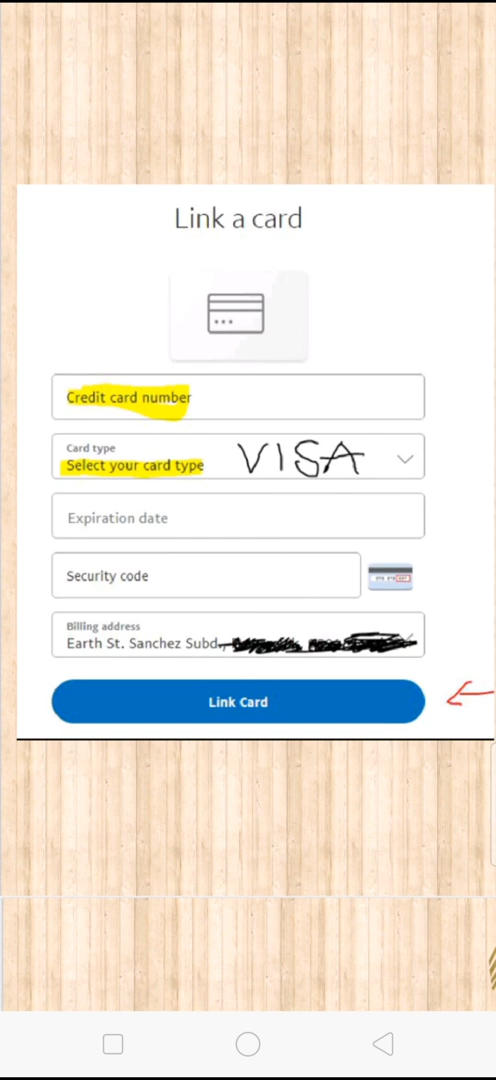 Link a card
Credit card number
Card type
Select your card type VISA
Expiration date
Security code
Billing address
Earth St. Sanchez Subd.,
Link Card